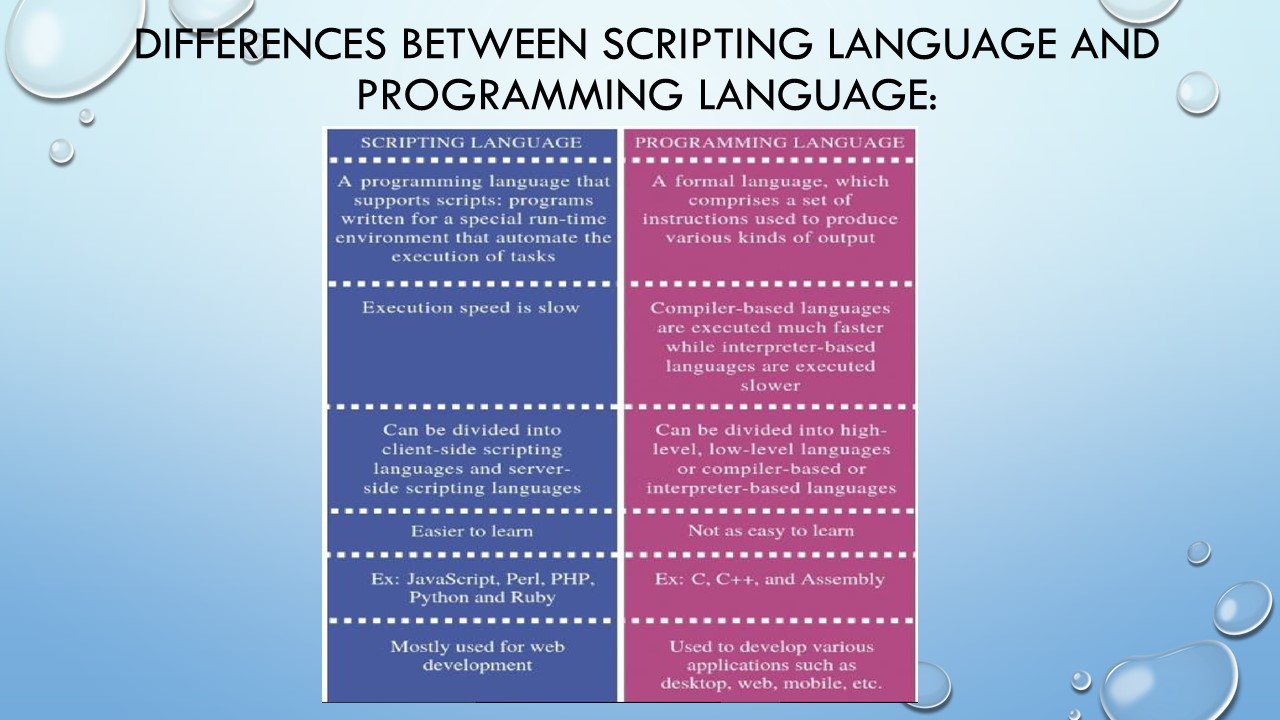 DIFFERENCES BETWEEN SCRIPTING LANGUAGE AND
PROGRAMMING LANGUAGE:
SCRIPTING LANGUAGE
PROGRAMMING LANGUAGE
A programming language that
supports scripts: programs
written for a special run-time
environment that automate the
execution of tasks
A formal language, which
comprises a set of
instructions used to produce
various kinds of output
Execution speed is slow
Compiler-based languages
are executed much faster
while interpreter-based
languages are executed
slower
Can be divided into
client-side scripting
languages and server-
side scripting languages
Can be divided into high-
level, low-level languages
or compiler-based or
interpreter-based languages
Easier to learn
Not as easy to learn
Ex: JavaScript, Perl, PHP,
Python and Ruby
Ex: C, C++, and Assembly
Mostly used for web
development
Used to develop various
applications such as
desktop, web, mobile, etc.